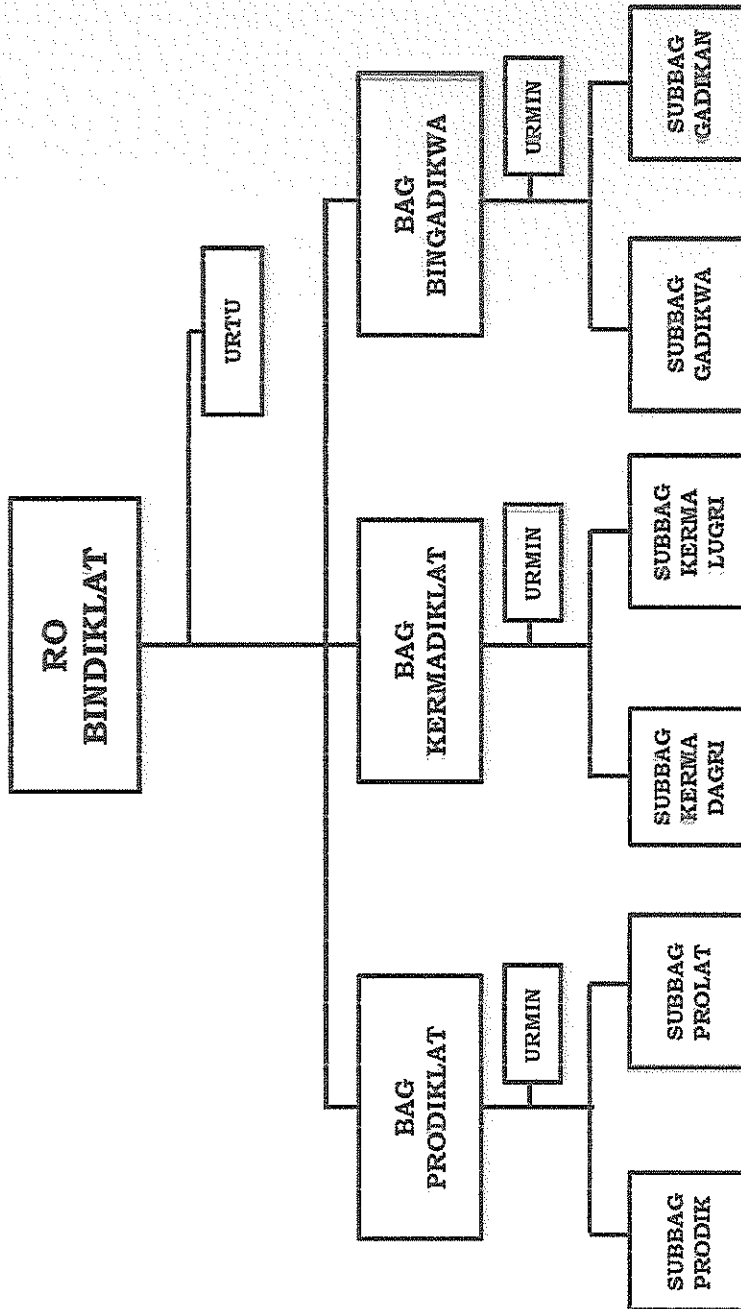 RO
BINDIKLAT
URTU
BAG
PRODIKLAT
BAG
KERMADIKLAT
BAG
BINGADIKWA
URMIN
URMIN
URMIN
SUBBAG
PRODIK
SUBBAG
PROLAT
SUBBAG
KERMA
DAGRI
SUBBAG
KERMA
LUGRI
SUBBAG
GADIKWA
SUBBAG
GADIKAN